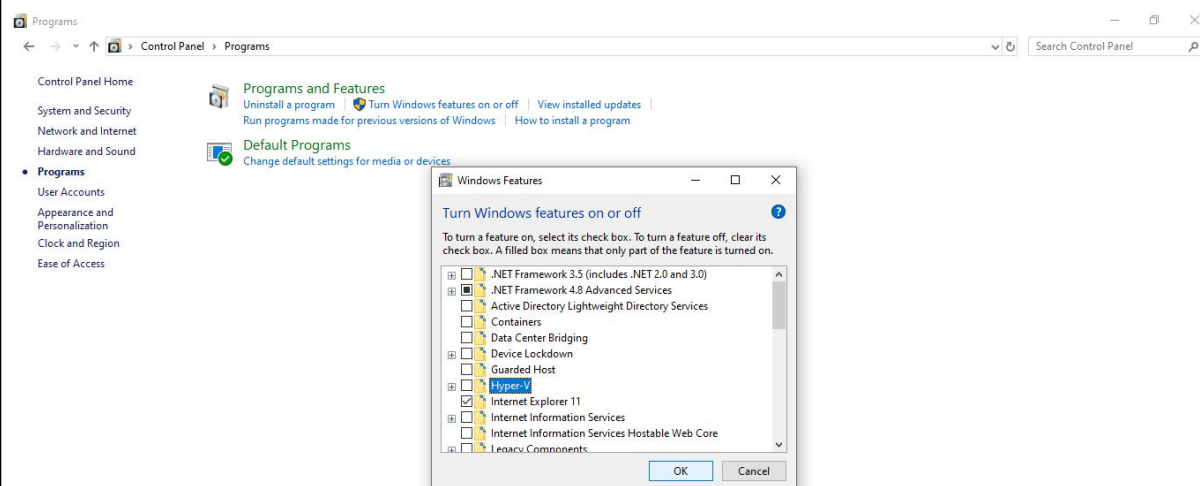 Programs
Control Panel > Programs
Search Control Panel
Control Panel Home
System and Security
Network and Internet
Hardware and Sound
Programs
User Accounts
Appearance and
Personalization
Clock and Region
Ease of Access
Programs and Features
Uninstall a program
Turn Windows features on or off
View installed updates
Run programs made for previous versions of Windows
How to install a program
Default Programs
Change default settings for media or devices
Windows Features
Turn Windows features on or off
To turn a feature on, select its check box. To turn a feature off, clear its
check box. A filled box means that only part of the feature is turned on.
.NET Framework 3.5 (includes .NET 2.0 and 3.0)
.NET Framework 4.8 Advanced Services
Active Directory Lightweight Directory Services
Containers
Data Center Bridging
Device Lockdown
Guarded Host
Hyper-V
Internet Explorer 11
Internet Information Services
Internet Information Services Hostable Web Core
Legacy Components
OK
Cancel